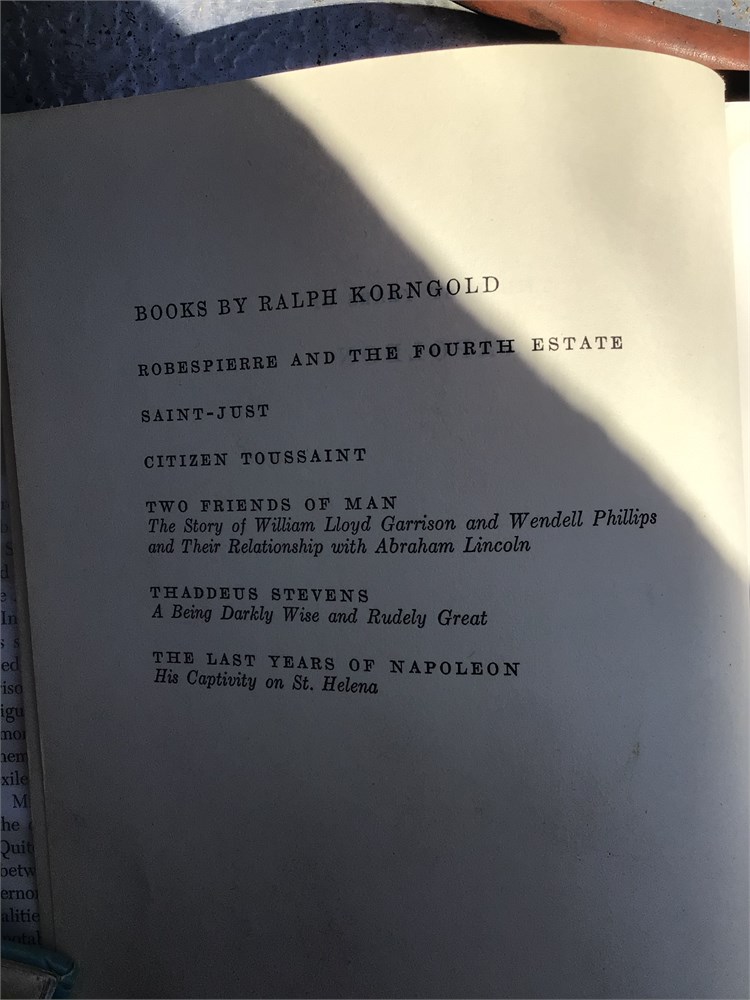 BOOKS BY RALPH KORNGOLD
ROBESPIERRE AND THE FOURTH ESTATE
SAINT-JUST
CITIZEN TOUSSAINT
TWO FRIENDS OF MAN
The Story of William Lloyd Garrison and Wendell Phillips
and Their Relationship with Abraham Lincoln
THADDEUS STEVENS
A Being Darkly Wise and Rudely Great
THE LAST YEARS OF NAPOLEON
His Captivity on St. Helena